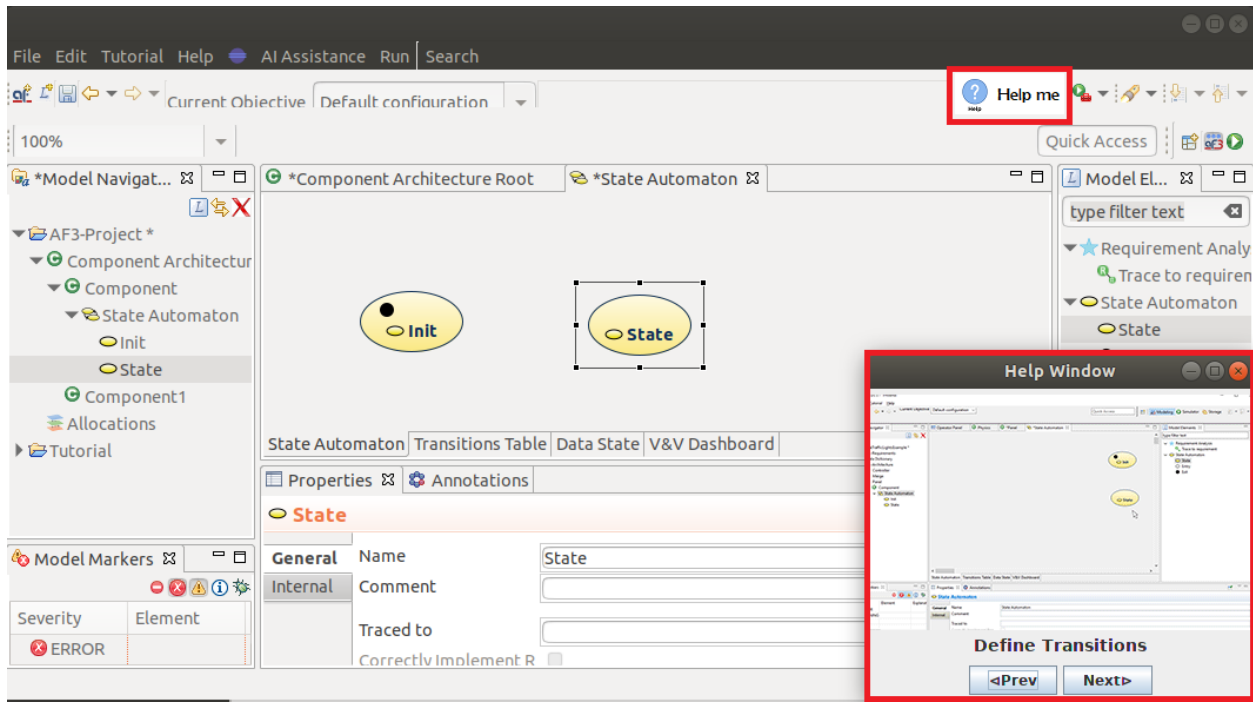 File Edit Tutorial Help AI Assistance Run Search
Current Objective Default configuration
Help
Help me
100%
Quick Access
*Model Navigat...
AF3-Project *
Component Architectur
Component
State Automaton
Init
State
Component1
Allocations
Tutorial
*Component Architecture Root
*State Automaton
Init
State
State Automaton Transitions Table Data State V&V Dashboard
Model El...
type filter text
Requirement Analy
Trace to requiren
State Automaton
State
Properties Annotations
State
General Name State
Internal Comment
Traced to
Correctly Implement R
Model Markers
Severity Element
ERROR
Help Window
Define Transitions
Prev Next